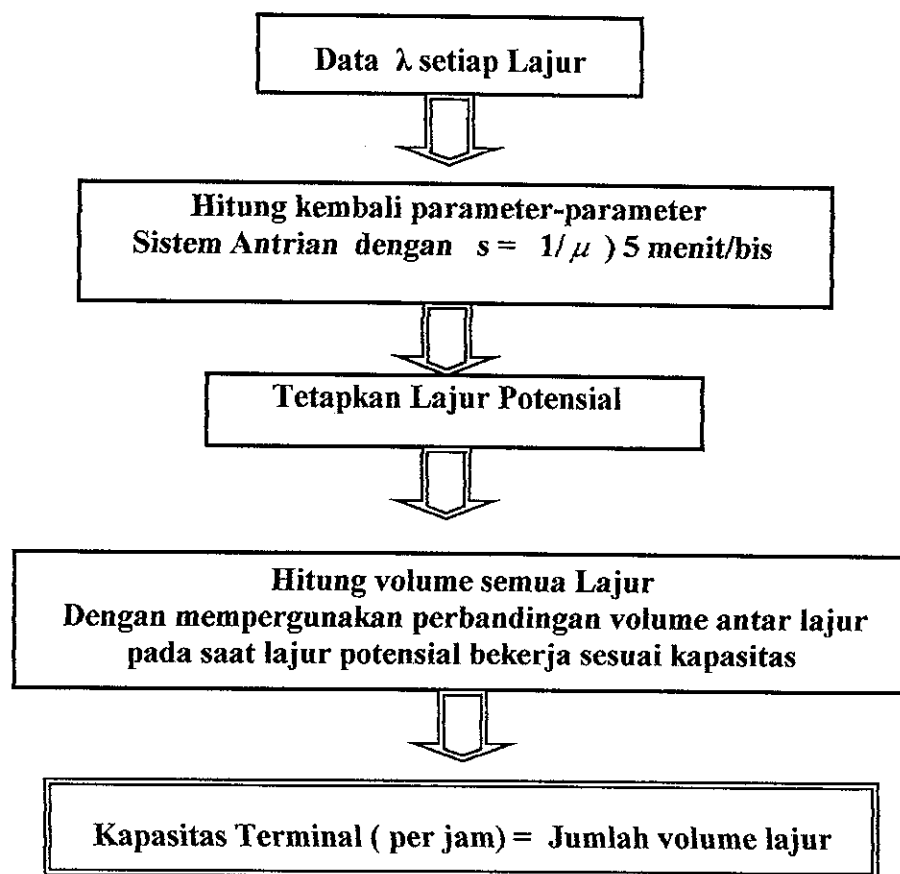 Data λ setiap Lajur
Hitung kembali parameter-parameter
Sistem Antrian dengan s = 1/μ ) 5 menit/bis
Tetapkan Lajur Potensial
Hitung volume semua Lajur
Dengan mempergunakan perbandingan volume antar lajur
pada saat lajur potensial bekerja sesuai kapasitas
Kapasitas Terminal ( per jam) = Jumlah volume lajur